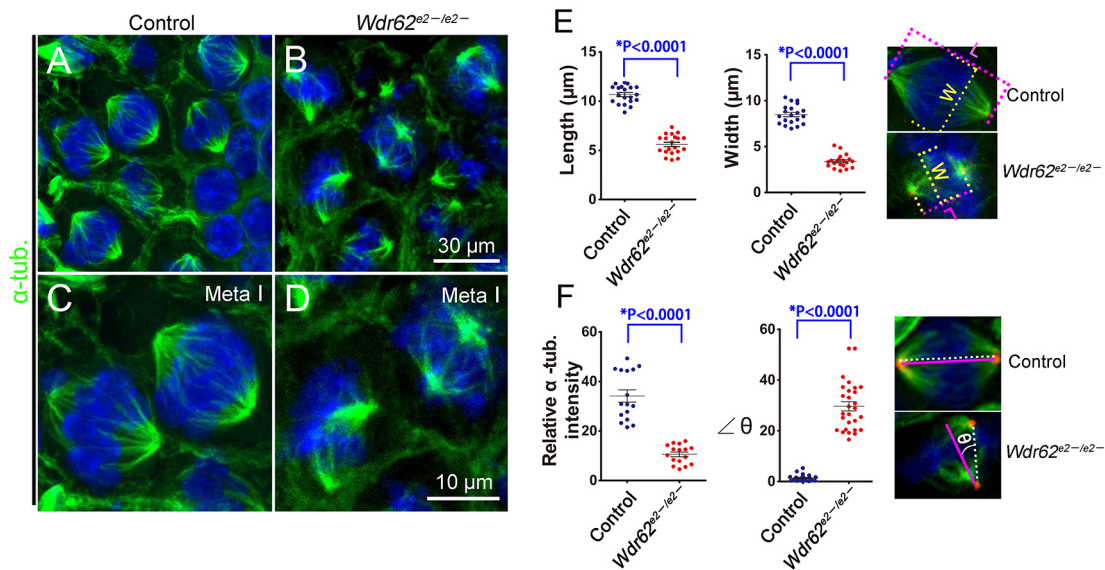 Control
Wdr62e2−/e2−
A
B
α-tub.
30 µm
C
Meta I
D
Meta I
10 µm
E
*P<0.0001
15
10
5
0
Length (µm)
Control
Wdr62e2−/e2−
*P<0.0001
15
10
5
0
Width (µm)
Control
Wdr62e2−/e2−
L
W
Control
W
L
Wdr62e2−/e2−
F
*P<0.0001
60
40
20
0
Relative α -tub.
intensity
Control
Wdr62e2−/e2−
*P<0.0001
60
40
20
0
∠θ
Control
Wdr62e2−/e2−
Control
θ
Wdr62e2−/e2−